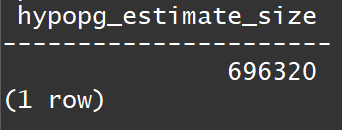 hypopg_estimate_size
----------------------
696320
(1 row)